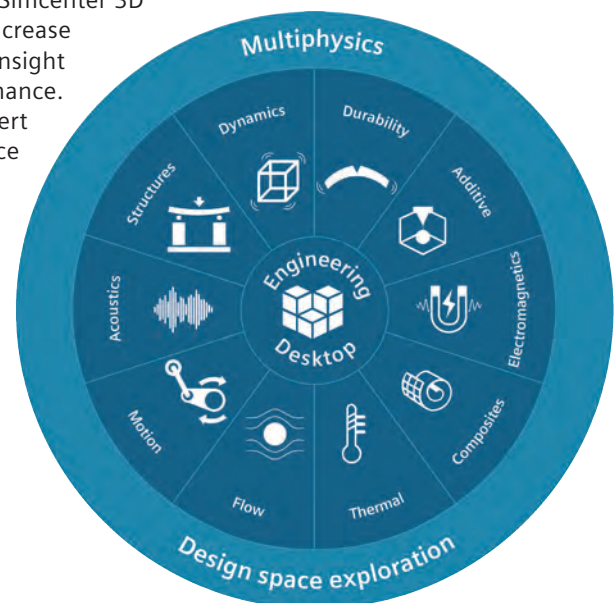 Simcenter 3D
crease
nsight
nance.
ert
ce
Multiphysics
Dynamics
Durability
Structures
Additive
Acoustics
Electromagnetics
Engineering
Desktop
Motion
Composites
Flow
Thermal
Design space exploration